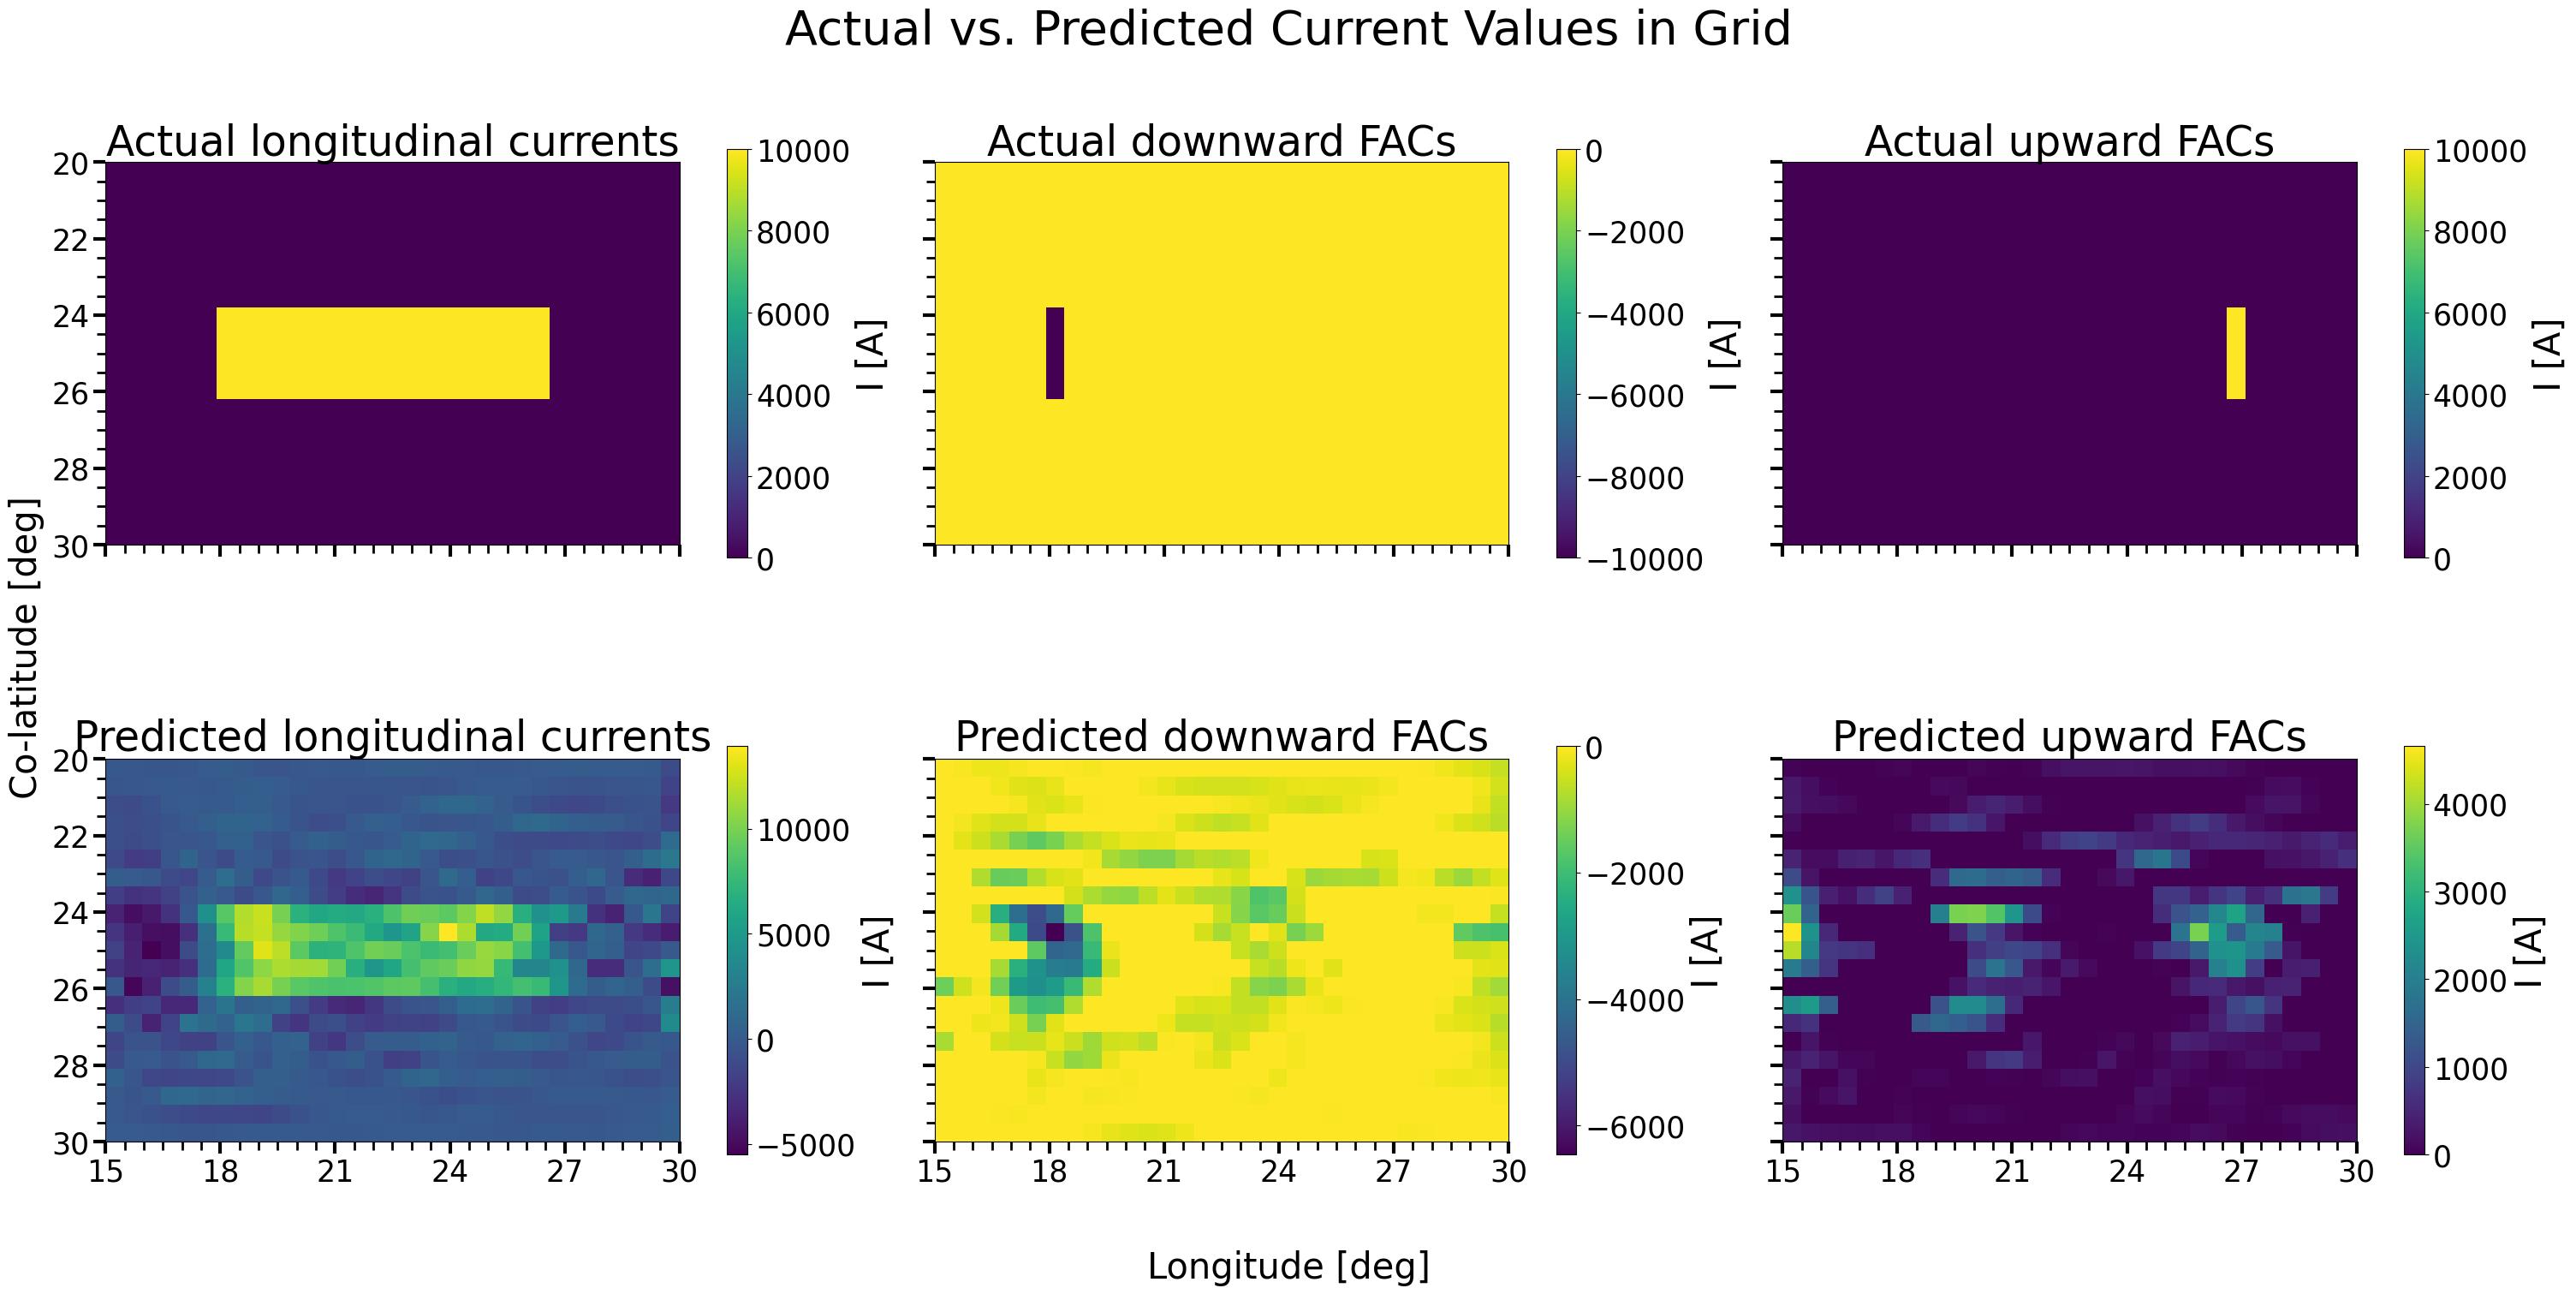 Actual vs. Predicted Current Values in Grid
Actual longitudinal currents
Actual downward FACs
Actual upward FACs
20
22
24
26
28
30
10000
8000
6000
4000
2000
0
I [A]
0
−2000
−4000
−6000
−8000
−10000
I [A]
10000
8000
6000
4000
2000
0
I [A]
Co-latitude [deg]
Predicted longitudinal currents
Predicted downward FACs
Predicted upward FACs
20
22
24
26
28
30
15 18 21 24 27 30
10000
5000
0
−5000
I [A]
15 18 21 24 27 30
0
−2000
−4000
−6000
I [A]
15 18 21 24 27 30
4000
3000
2000
1000
0
I [A]
Longitude [deg]